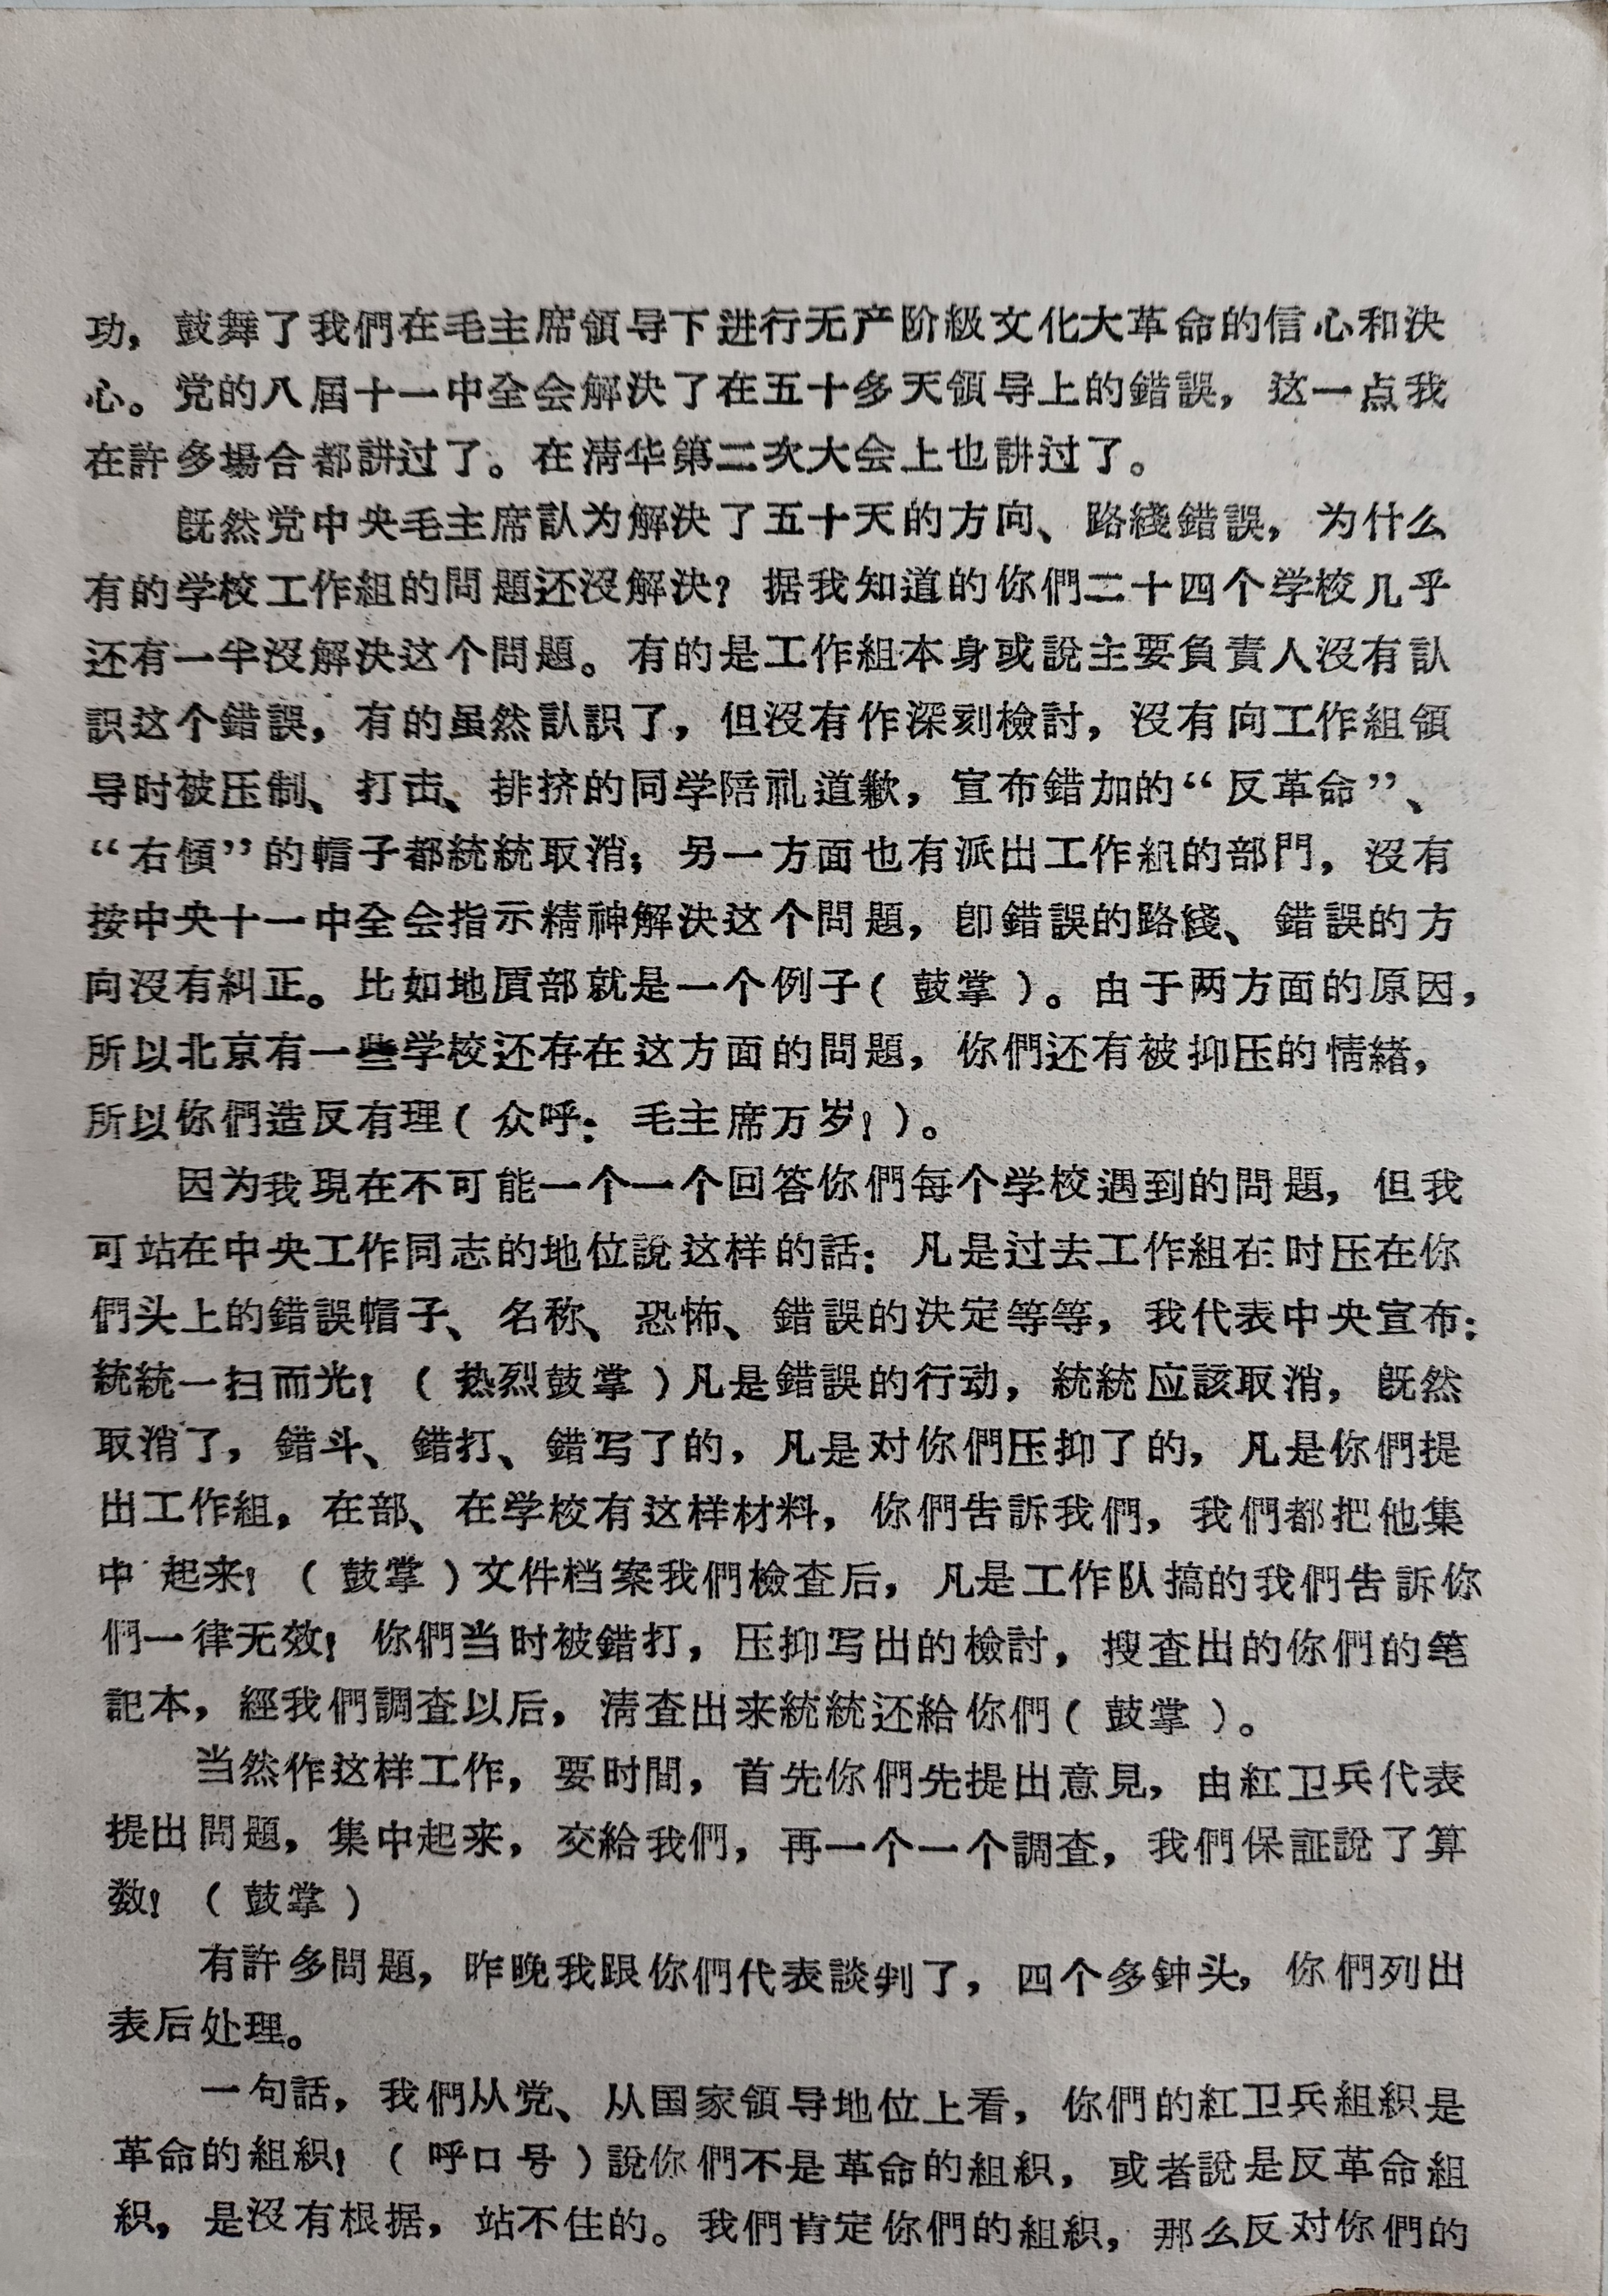 功，鼓舞了我們在毛主席領导下进行无产阶級文化大革命的信心和决
心。党的八届十一中全会解决了在五十多天領导上的錯誤，这一点我
在許多場合都講过了。在清华第二次大会上也講过了。
既然党中央毛主席認为解决了五十天的方向、路綫錯誤，为什么
有的学校工作組的問題还没解决？据我知道的你們二十四个学校几乎
还有一半没解决这个問題。有的是工作組本身或說主要負責人没有認
識这个錯誤，有的虽然認識了，但没有作深刻檢討，没有向工作組領
导时被压制、打击、排挤的同学陪礼道歉，宣布錯加的“反革命”、
“右傾”的帽子都統統取消；另一方面也有派出工作組的部門，没有
按中央十一中全会指示精神解决这个問題，即錯誤的路綫、錯誤的方
向没有糾正。比如地质部就是一个例子（鼓掌）。由于两方面的原因，
所以北京有一些学校还存在这方面的問題，你們还有被抑压的情緒，
所以你們造反有理（众呼：毛主席万岁！）。
因为我現在不可能一个一个回答你們每个学校遇到的問題，但我
可站在中央工作同志的地位說这样的話：凡是过去工作組在时压在你
們头上的錯誤帽子、名称、恐怖、錯誤的决定等等，我代表中央宣布：
統統一扫而光！（热烈鼓掌）凡是錯誤的行动，統統应該取消，既然
取消了，錯斗、錯打、錯写了的，凡是对你們压抑了的，凡是你們提
出工作組，在部、在学校有这样材料，你們告訴我們，我們都把他集
中起来！（鼓掌）文件档案我們檢查后，凡是工作队搞的我們告訴你
們一律无效！你們当时被錯打，压抑写出的檢討，搜查出的你們的笔
記本，經我們調查以后，清查出来統統还給你們（鼓掌）。
当然作这样工作，要时間，首先你們先提出意見，由紅卫兵代表
提出問題，集中起来，交給我們，再一个一个調查，我們保証說了算
数！（鼓掌）
有許多問題，昨晚我跟你們代表談判了，四个多鈡头，你們列出
表后处理。
一句話，我們从党、从国家領导地位上看，你們的紅卫兵組織是
革命的組織！（呼口号）說你們不是革命的組織，或者說是反革命組
織，是没有根据，站不住的。我們肯定你們的組織，那么反对你們的